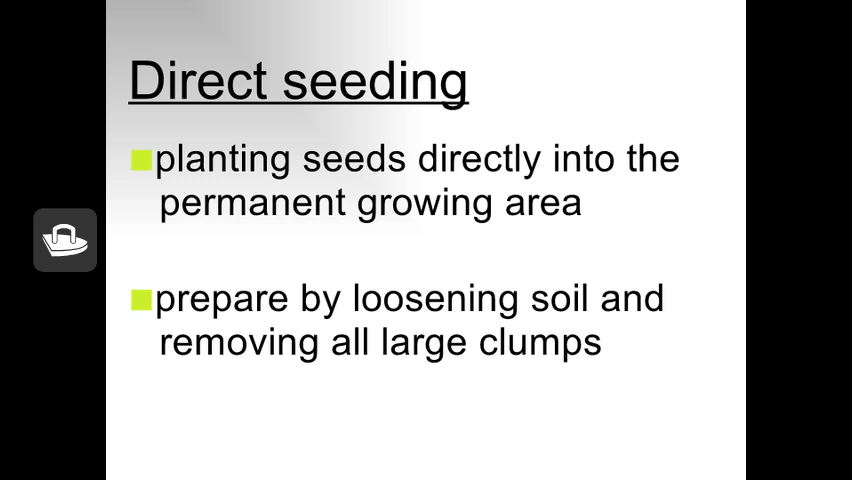 Direct seeding
planting seeds directly into the
permanent growing area
prepare by loosening soil and
removing all large clumps